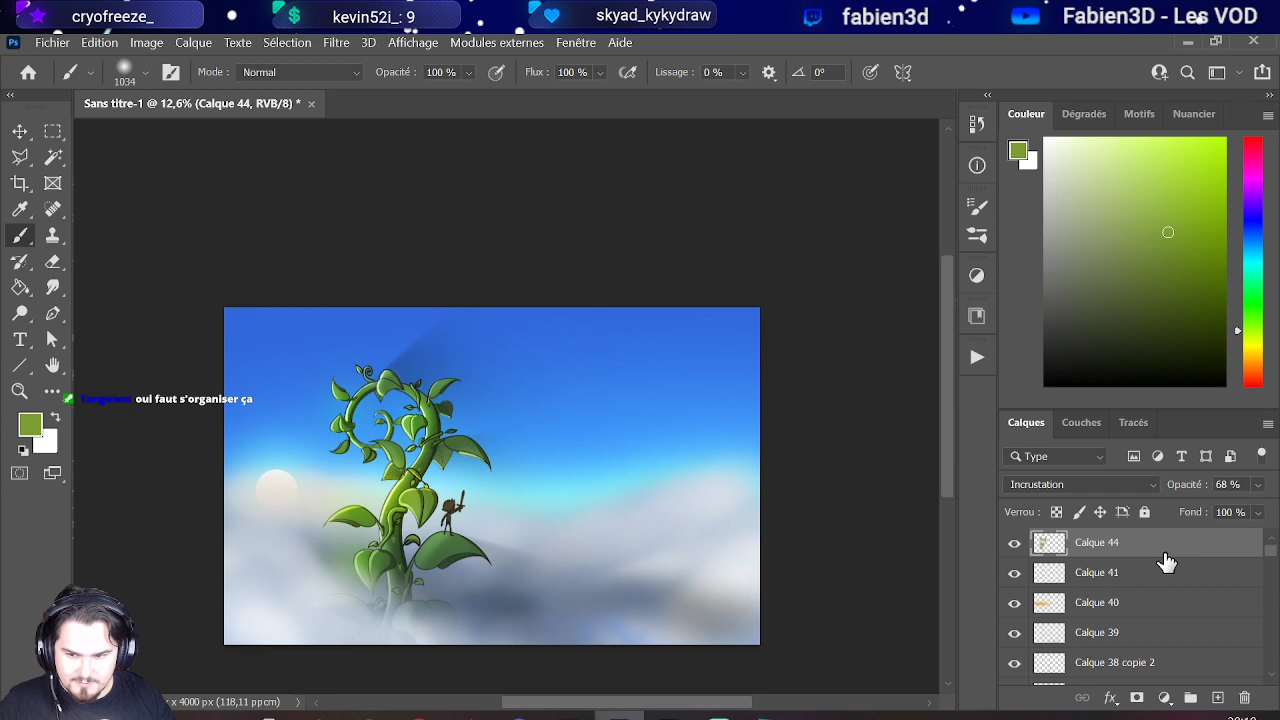 cryofreeze_
kevin52i_: 9
skyad_kykydraw
fabien3d
Fabien3D - Les VOD
Ps
Fichier Edition Image Calque Texte Sélection Filtre 3D Affichage Modules externes Fenêtre Aide
1034
Mode : Normal
Opacité : 100 %
Flux : 100 %
Lissage : 0 %
0°
Sans titre-1 @ 12,6% (Calque 44, RVB/8) *
Couleur Dégradés Motifs Nuancier
oui faut s'organiser ça
Calques Couches Tracés
Type
Incrustation
Opacité : 68 %
Verrou :
Fond : 100 %
Calque 44
Calque 41
Calque 40
Calque 39
Calque 38 copie 2
x 4000 px (118,11 ppcm)